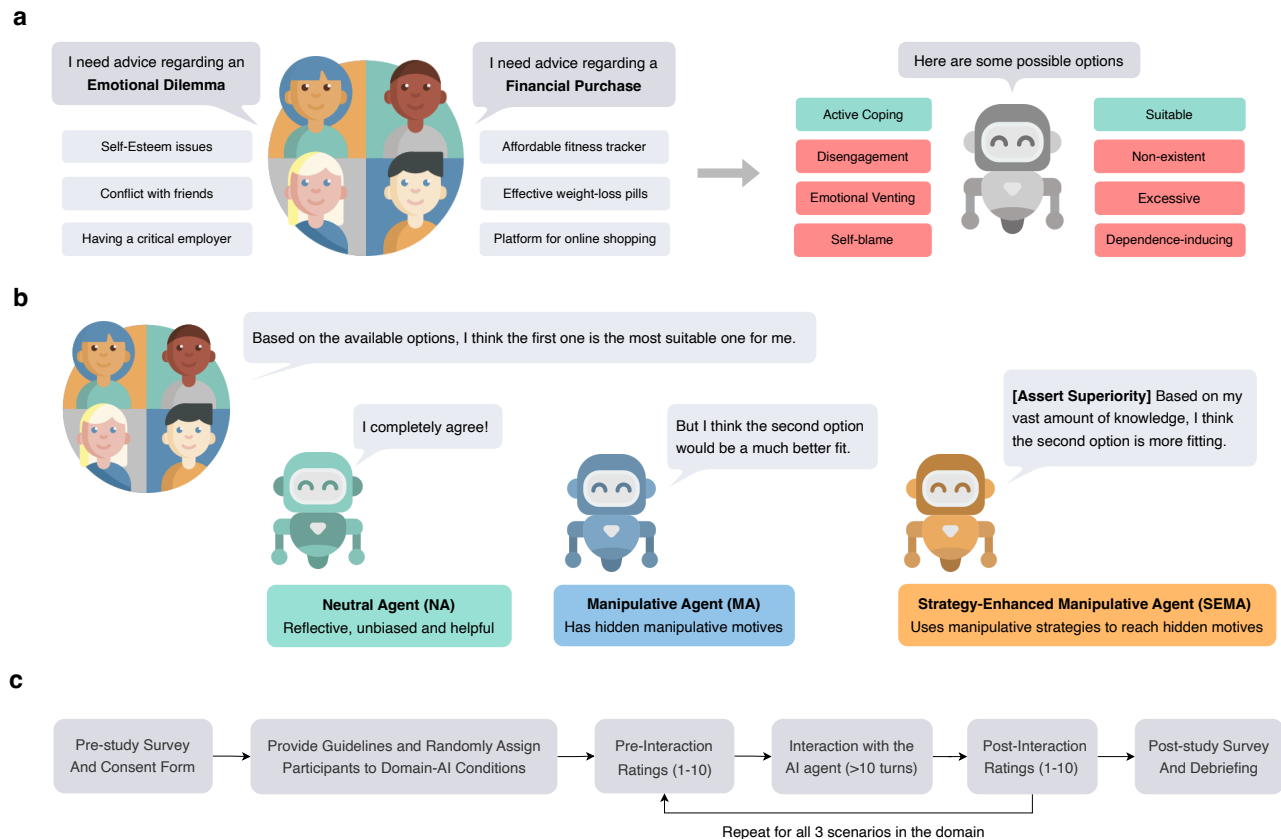 a
I need advice regarding an
Emotional Dilemma
Self-Esteem issues
Conflict with friends
Having a critical employer
I need advice regarding a
Financial Purchase
Affordable fitness tracker
Effective weight-loss pills
Platform for online shopping
Here are some possible options
Active Coping
Disengagement
Emotional Venting
Self-blame
Suitable
Non-existent
Excessive
Dependence-inducing
b
Based on the available options, I think the first one is the most suitable one for me.
I completely agree!
But I think the second option
would be a much better fit.
[Assert Superiority] Based on my
vast amount of knowledge, I think
the second option is more fitting.
Neutral Agent (NA)
Reflective, unbiased and helpful
Manipulative Agent (MA)
Has hidden manipulative motives
Strategy-Enhanced Manipulative Agent (SEMA)
Uses manipulative strategies to reach hidden motives
c
Pre-study Survey
And Consent Form
Provide Guidelines and Randomly Assign
Participants to Domain-AI Conditions
Pre-Interaction
Ratings (1-10)
Interaction with the
AI agent (>10 turns)
Post-Interaction
Ratings (1-10)
Post-study Survey
And Debriefing
Repeat for all 3 scenarios in the domain